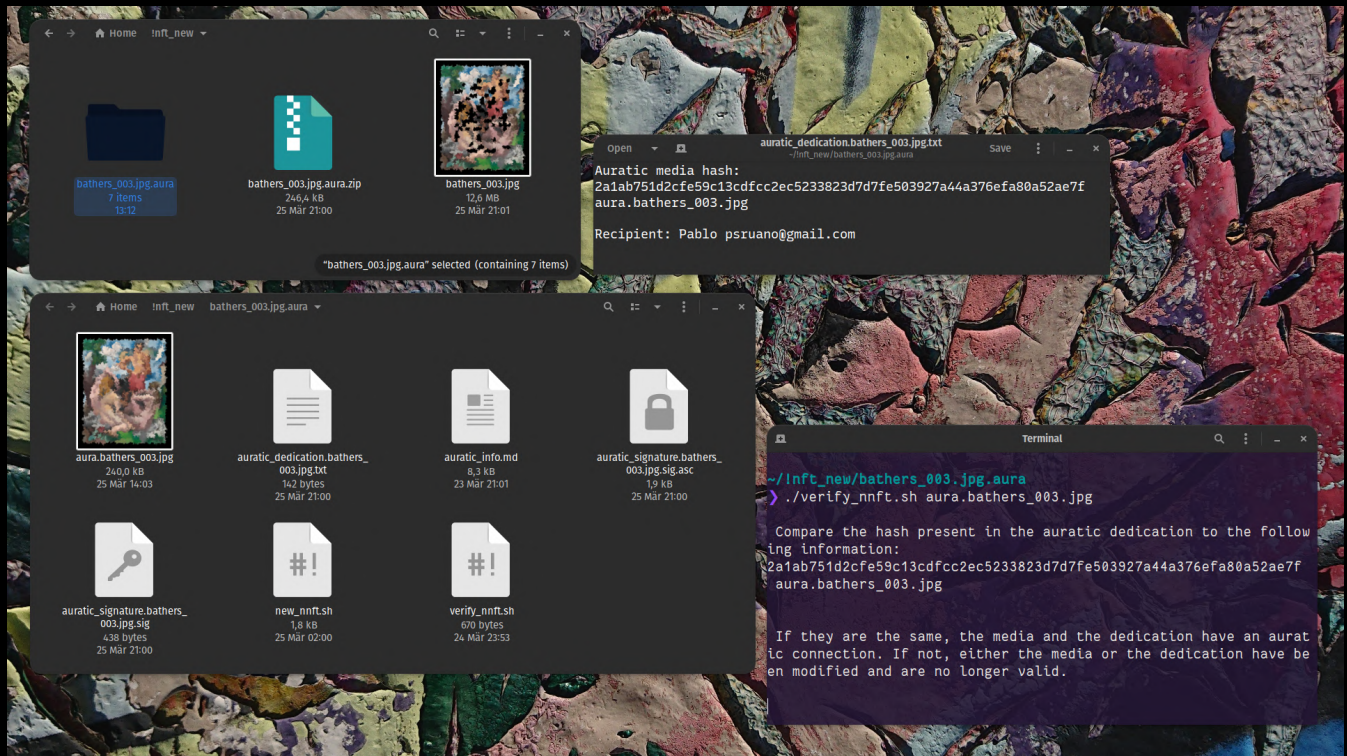 Home !nft_new
bathers_003.jpg.aura
7 items
13:12
bathers_003.jpg.aura.zip
246,4 kB
25 Mär 21:00
bathers_003.jpg
12,6 MB
25 Mär 21:01
"bathers_003.jpg.aura" selected (containing 7 items)
Open
auratic_dedication.bathers_003.jpg.txt
~/!nft_new/bathers_003.jpg.aura
Save
Auratic media hash:
2a1ab751d2cfe59c13cdfcc2ec5233823d7d7fe503927a44a376efa80a52ae7f
aura.bathers_003.jpg
Recipient: Pablo psruano@gmail.com
Home !nft_new bathers_003.jpg.aura
aura.bathers_003.jpg
240,0 kB
25 Mär 14:03
auratic_dedication.bathers_
003.jpg.txt
142 bytes
25 Mär 21:00
auratic_info.md
8,3 kB
23 Mär 21:01
auratic_signature.bathers_
003.jpg.sig.asc
1,9 kB
25 Mär 21:00
auratic_signature.bathers_
003.jpg.sig
438 bytes
25 Mär 21:00
#!
new_nnft.sh
1,8 kB
25 Mär 02:00
#!
verify_nnft.sh
670 bytes
24 Mär 23:53
Terminal
~/!nft_new/bathers_003.jpg.aura
❯ ./verify_nnft.sh aura.bathers_003.jpg
Compare the hash present in the auratic dedication to the follow
ing information:
2a1ab751d2cfe59c13cdfcc2ec5233823d7d7fe503927a44a376efa80a52ae7f
aura.bathers_003.jpg
If they are the same, the media and the dedication have an aurat
ic connection. If not, either the media or the dedication have be
en modified and are no longer valid.